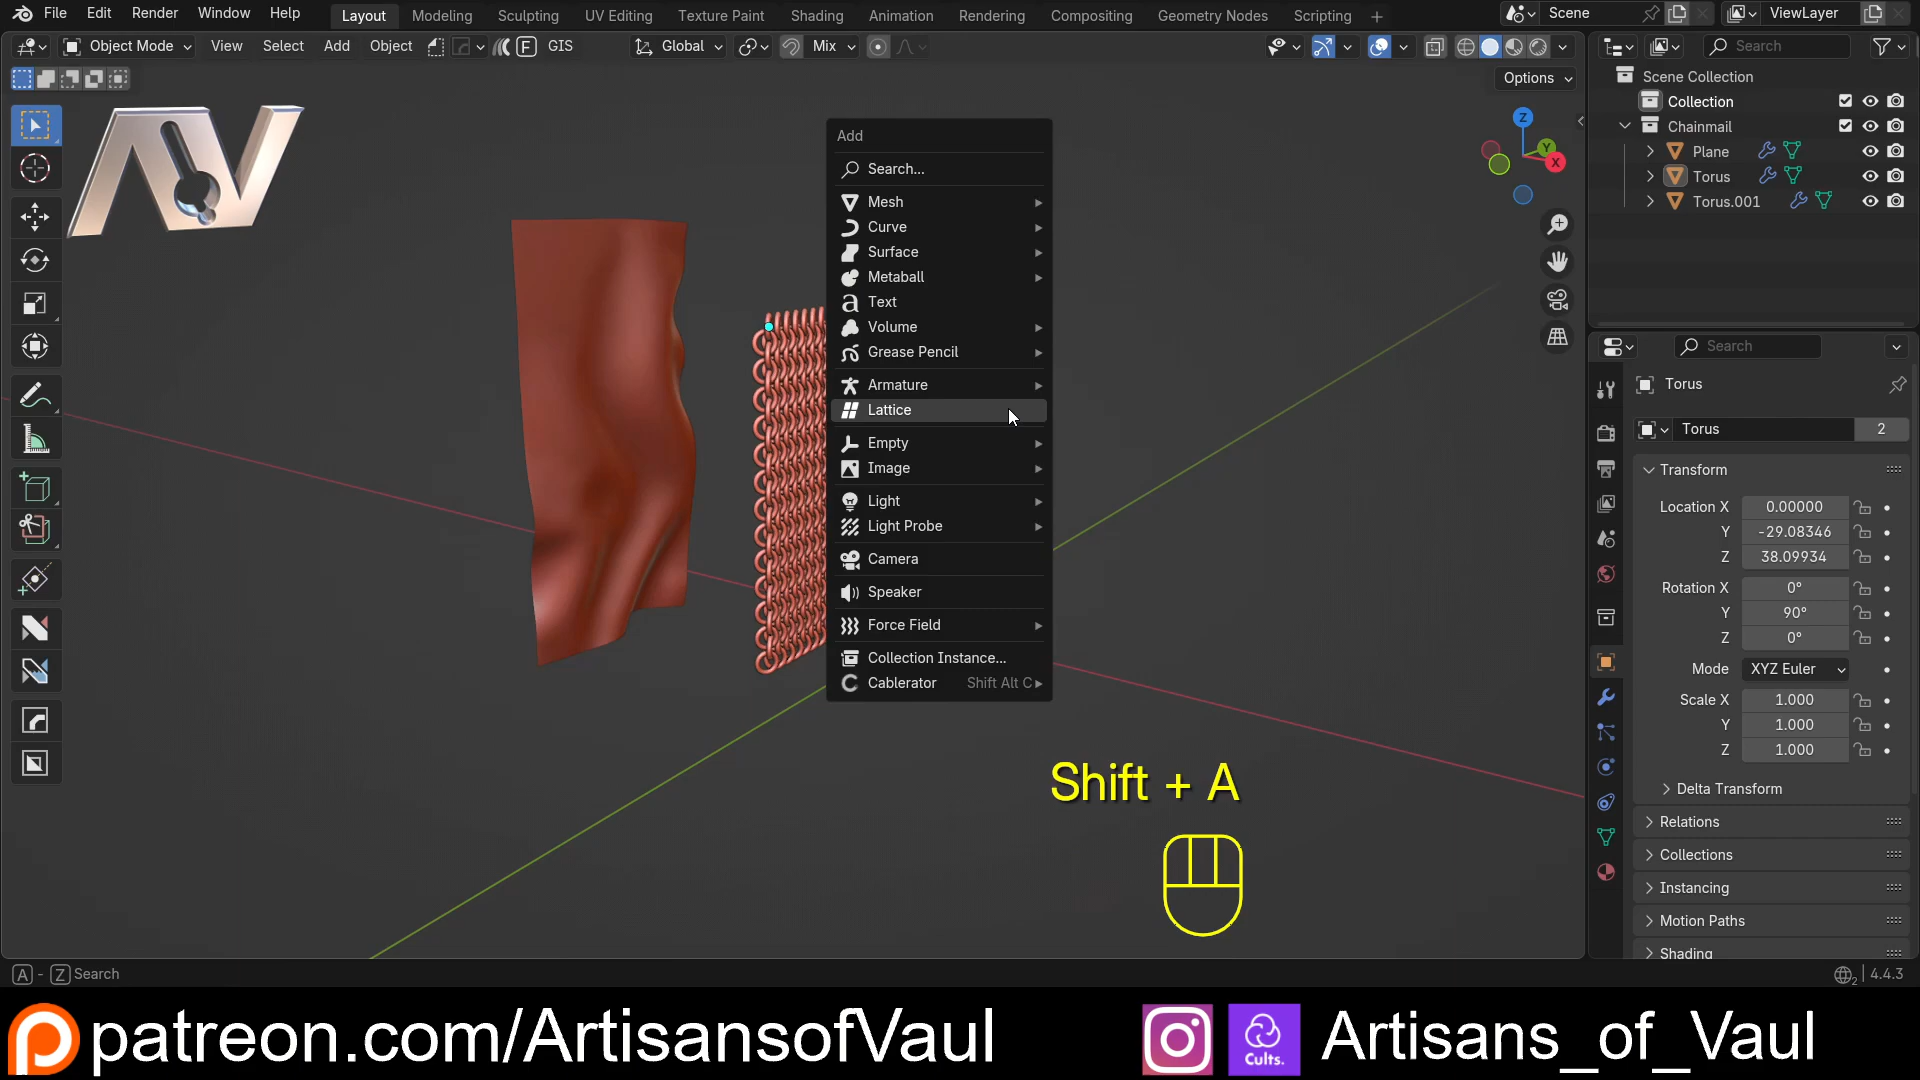 File Edit Render Window Help Layout Modeling Sculpting UV Editing Texture Paint Shading Animation Rendering Compositing Geometry Nodes Scripting + Scene ViewLayer
Object Mode View Select Add Object F GIS Global Mix Search
Options
Scene Collection
Collection
Chainmail
Plane
Torus
Torus.001
Z
Y
X
AV
Add
Search...
Mesh
Curve
Surface
Metaball
Text
Volume
Grease Pencil
Armature
Lattice
Empty
Image
Light
Light Probe
Camera
Speaker
Force Field
Collection Instance...
Cablerator Shift Alt C
Search
Torus
Torus 2
Transform
Location X 0.00000
Y -29.08346
Z 38.09934
Rotation X 0°
Y 90°
Z 0°
Mode XYZ Euler
Scale X 1.000
Y 1.000
Z 1.000
Delta Transform
Relations
Collections
Instancing
Motion Paths
Shading
Shift + A
A - Z Search
2 4.4.3
patreon.com/ArtisansofVaul
Cults.
Artisans_of_Vaul